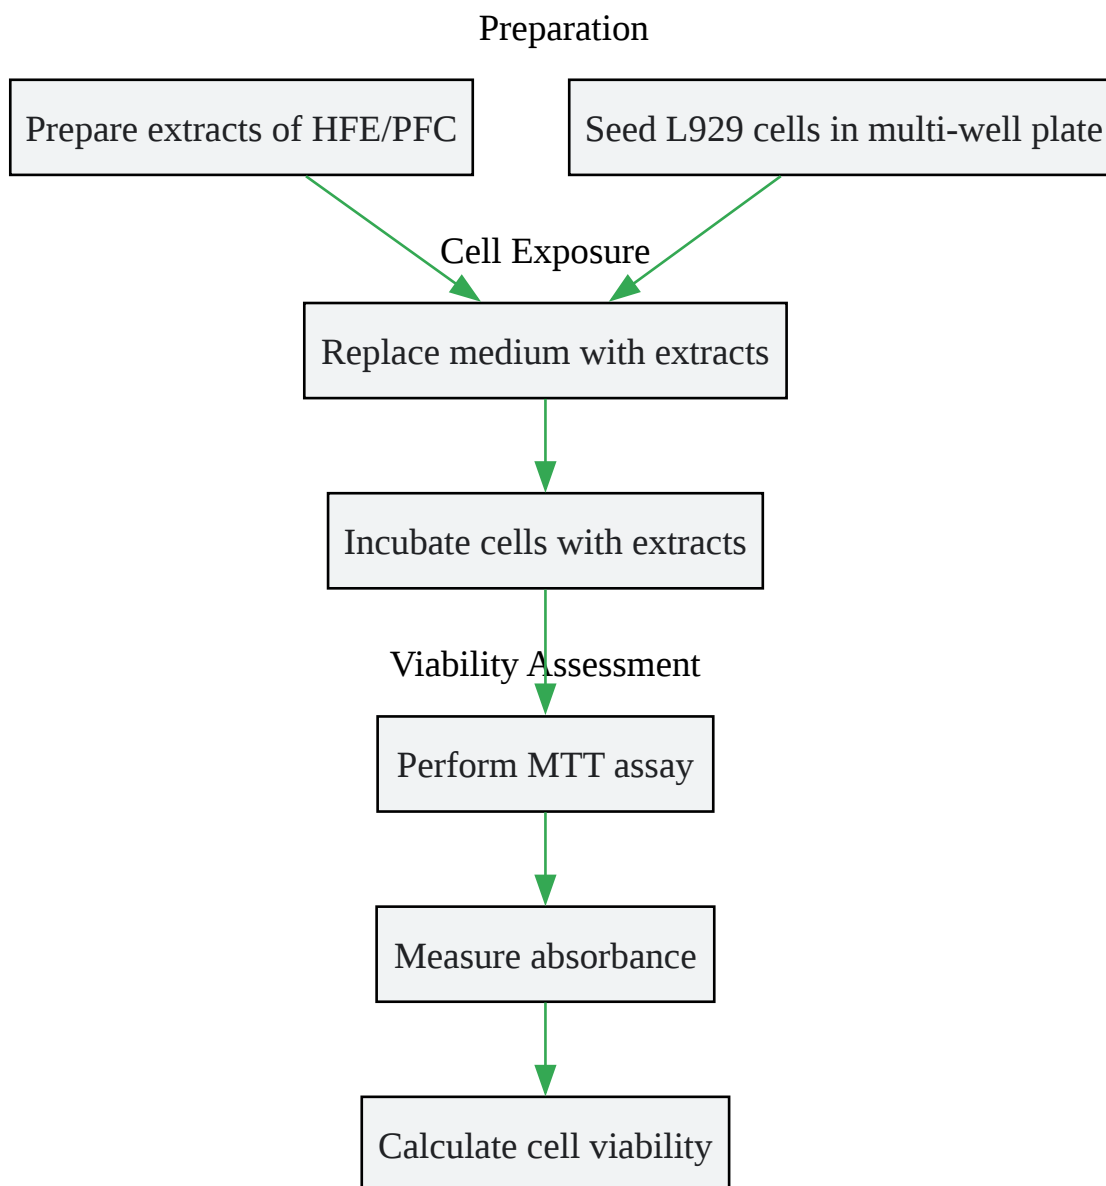 Preparation
Prepare extracts of HFE/PFC
Seed L929 cells in multi-well plate
Cell Exposure
Replace medium with extracts
Incubate cells with extracts
Viability Assessment
Perform MTT assay
Measure absorbance
Calculate cell viability